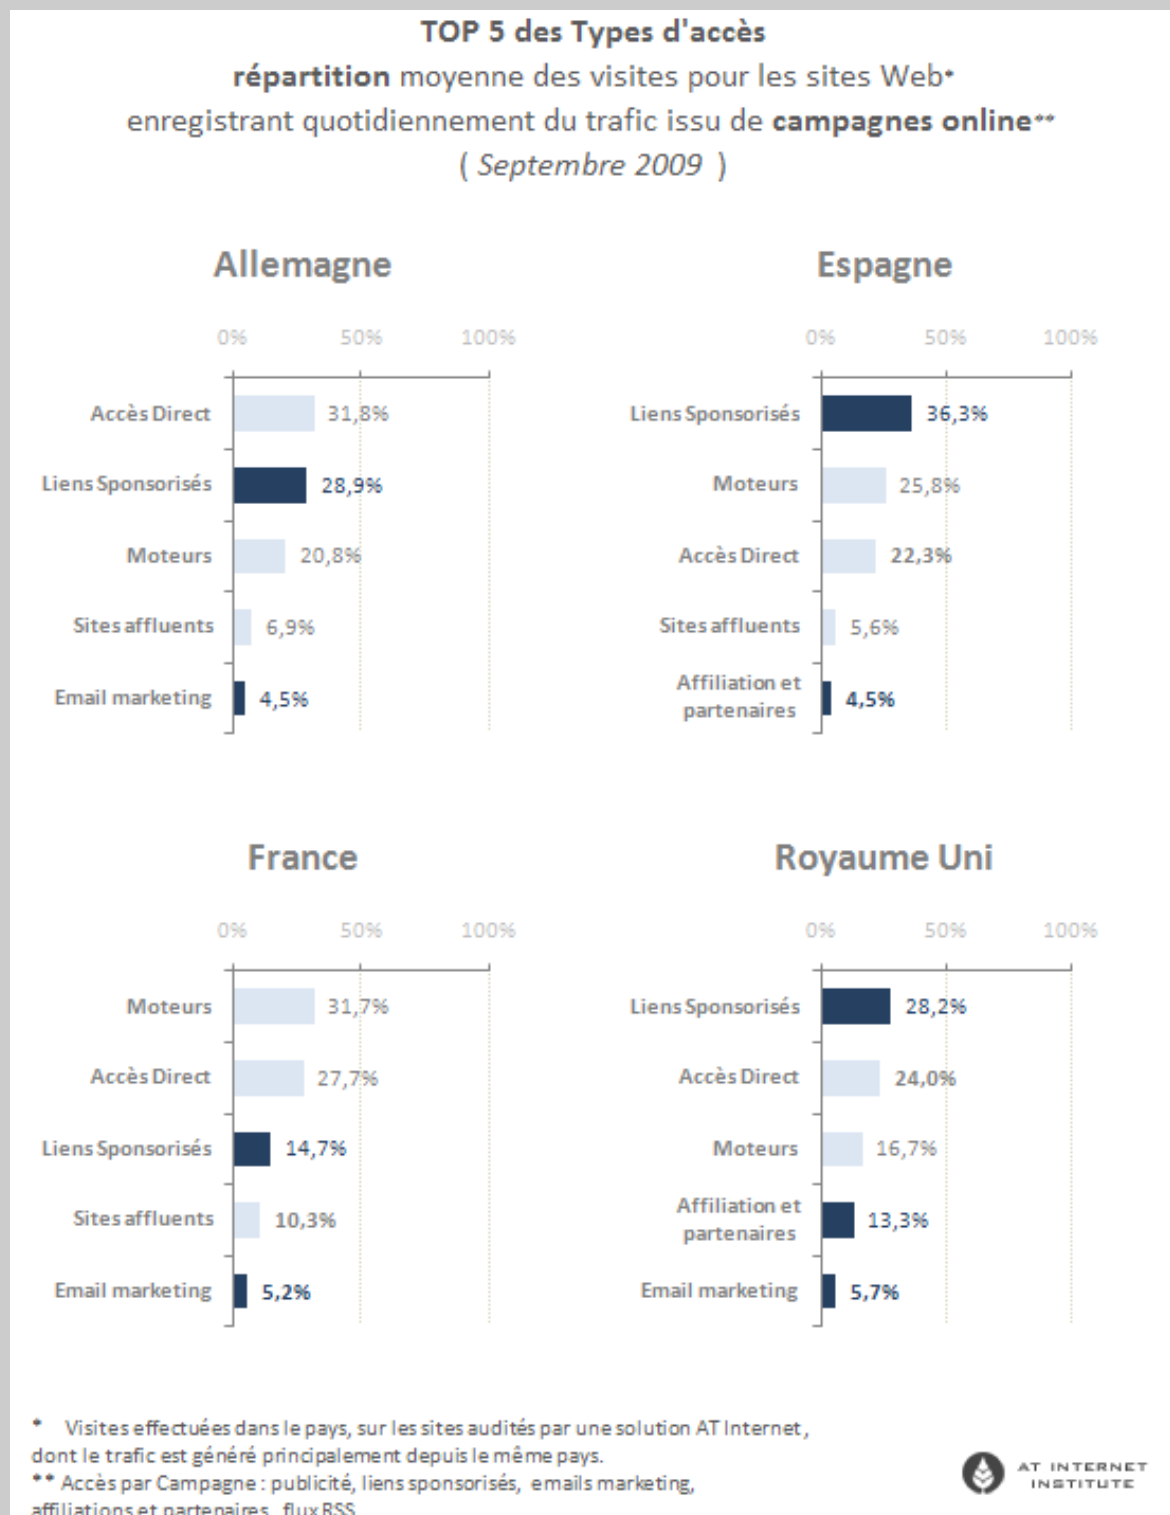 TOP 5 des Types d'accès
répartition moyenne des visites pour les sites Web*
enregistrant quotidiennement du trafic issu de campagnes online**
( Septembre 2009 )
Allemagne
0% 50% 100%
Accès Direct 31,8%
Liens Sponsorisés 28,9%
Moteurs 20,8%
Sites affluents 6,9%
Email marketing 4,5%
Espagne
0% 50% 100%
Liens Sponsorisés 36,3%
Moteurs 25,8%
Accès Direct 22,3%
Sites affluents 5,6%
Affiliation et
partenaires 4,5%
France
0% 50% 100%
Moteurs 31,7%
Accès Direct 27,7%
Liens Sponsorisés 14,7%
Sites affluents 10,3%
Email marketing 5,2%
Royaume Uni
0% 50% 100%
Liens Sponsorisés 28,2%
Accès Direct 24,0%
Moteurs 16,7%
Affiliation et
partenaires 13,3%
Email marketing 5,7%
* Visites effectuées dans le pays, sur les sites audités par une solution AT Internet,
dont le trafic est généré principalement depuis le même pays.
** Accès par Campagne : publicité, liens sponsorisés, emails marketing,
affiliations et partenaires, flux RSS
AT INTERNET
INSTITUTE